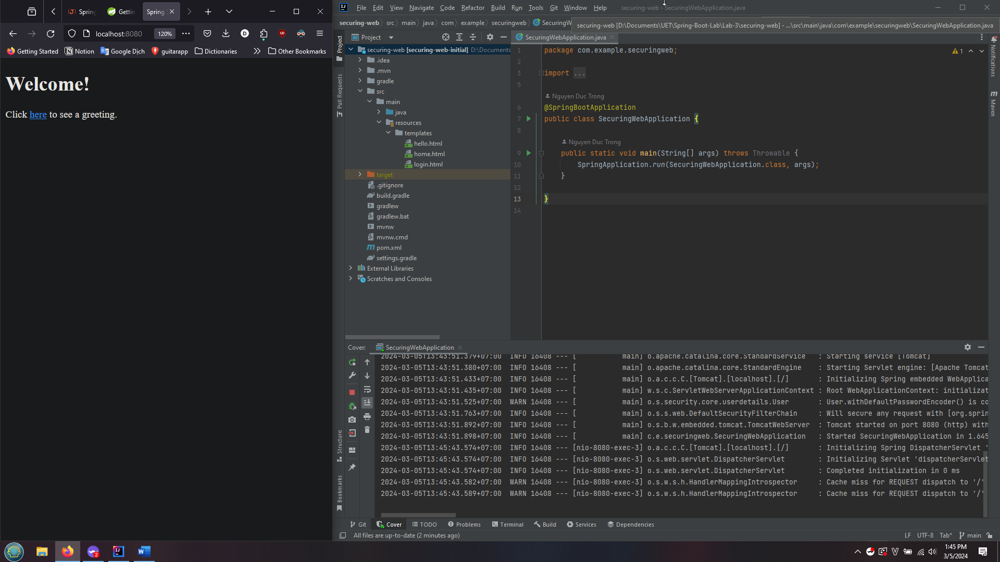 Spring
Gettin
Spring S
localhost:8080
120%
Getting Started
Notion
Google Dịch
guitarapp
Dictionaries
Other Bookmarks
Welcome!
Click here to see a greeting.
File Edit View Navigate Code Refactor Build Run Tools Git Window Help
securing-web - SecuringWebApplication.java
securing-web src main java com example securingweb SecuringW
securing-web [D:\Documents\UET\Spring-Boot-Lab\Lab-3\securing-web] - ...\src\main\java\com\example\securingweb\SecuringWebApplication.java
Project
Pull Requests
Structure
Bookmarks
Notifications
Maven
Project
securing-web [securing-web-initial] D:\Documents
.idea
.mvn
gradle
src
main
java
resources
templates
hello.html
home.html
login.html
target
.gitignore
build.gradle
gradlew
gradlew.bat
mvnw
mvnw.cmd
pom.xml
settings.gradle
External Libraries
Scratches and Consoles
SecuringWebApplication.java
1
1 package com.example.securingweb;
2
3 import ...
5
Nguyen Duc Trong
6 @SpringBootApplication
7 public class SecuringWebApplication {
8
Nguyen Duc Trong
9 public static void main(String[] args) throws Throwable {
10 SpringApplication.run(SecuringWebApplication.class, args);
11 }
12
13 }
14
Cover: SecuringWebApplication
2024-03-05T13:43:51.379+07:00 INFO 16408 --- [ main] o.apache.catalina.core.StandardService : Starting service [Tomcat]
2024-03-05T13:43:51.380+07:00 INFO 16408 --- [ main] o.apache.catalina.core.StandardEngine : Starting Servlet engine: [Apache Tomcat
2024-03-05T13:43:51.433+07:00 INFO 16408 --- [ main] o.a.c.c.C.[Tomcat].[localhost].[/] : Initializing Spring embedded WebApplica
2024-03-05T13:43:51.435+07:00 INFO 16408 --- [ main] w.s.c.ServletWebServerApplicationContext : Root WebApplicationContext: initializat
2024-03-05T13:43:51.525+07:00 WARN 16408 --- [ main] o.s.security.core.userdetails.User : User.withDefaultPasswordEncoder() is co
2024-03-05T13:43:51.763+07:00 INFO 16408 --- [ main] o.s.s.web.DefaultSecurityFilterChain : Will secure any request with [org.sprin
2024-03-05T13:43:51.892+07:00 INFO 16408 --- [ main] o.s.b.w.embedded.tomcat.TomcatWebServer : Tomcat started on port 8080 (http) with
2024-03-05T13:43:51.898+07:00 INFO 16408 --- [ main] c.e.securingweb.SecuringWebApplication : Started SecuringWebApplication in 1.645
2024-03-05T13:45:43.574+07:00 INFO 16408 --- [nio-8080-exec-3] o.a.c.c.C.[Tomcat].[localhost].[/] : Initializing Spring DispatcherServlet '
2024-03-05T13:45:43.574+07:00 INFO 16408 --- [nio-8080-exec-3] o.s.web.servlet.DispatcherServlet : Initializing Servlet 'dispatcherServlet
2024-03-05T13:45:43.574+07:00 INFO 16408 --- [nio-8080-exec-3] o.s.web.servlet.DispatcherServlet : Completed initialization in 0 ms
2024-03-05T13:45:43.582+07:00 WARN 16408 --- [nio-8080-exec-3] o.s.w.s.h.HandlerMappingIntrospector : Cache miss for REQUEST dispatch to '/'
2024-03-05T13:45:43.589+07:00 WARN 16408 --- [nio-8080-exec-3] o.s.w.s.h.HandlerMappingIntrospector : Cache miss for REQUEST dispatch to '/'
Git Cover TODO Problems Terminal Build Services Dependencies
All files are up-to-date (2 minutes ago)
LF UTF-8 Tab* main
2
1:45 PM
3/5/2024